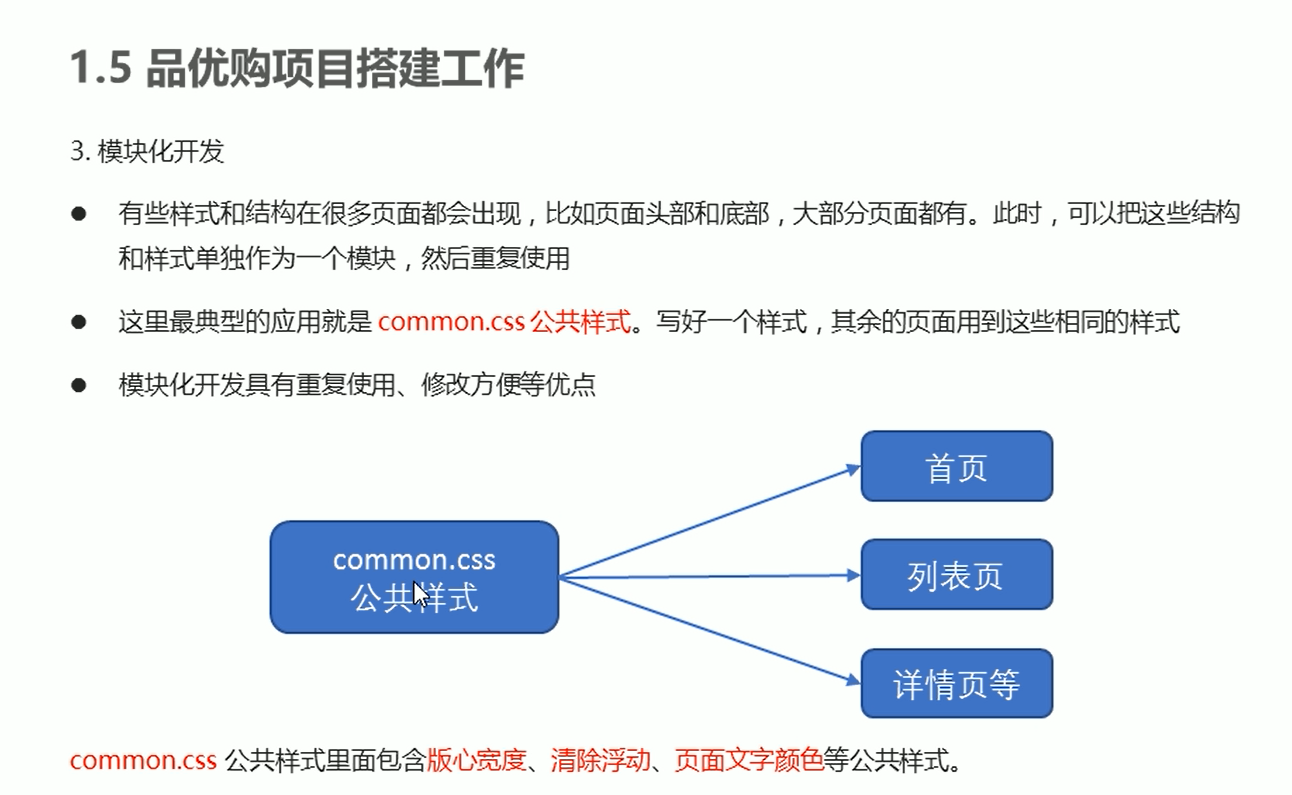 1.5 品优购项目搭建工作
3. 模块化开发
● 有些样式和结构在很多页面都会出现，比如页面头部和底部，大部分页面都有。此时，可以把这些结构
和样式单独作为一个模块，然后重复使用
● 这里最典型的应用就是 common.css 公共样式。写好一个样式，其余的页面用到这些相同的样式
● 模块化开发具有重复使用、修改方便等优点
首页
common.css
公共样式
列表页
详情页等
common.css 公共样式里面包含版心宽度、清除浮动、页面文字颜色等公共样式。